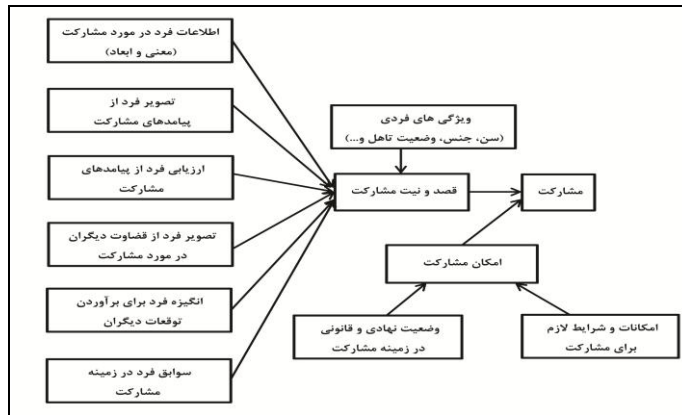 اطلاعات فرد در مورد مشارکت
(معنی و ابعاد)
تصویر فرد از
پیامدهای مشارکت
ویژگی های فردی
(سن، جنس، وضعیت تاهل و...)
ارزیابی فرد از پیامدهای
مشارکت
قصد و نیت مشارکت
مشارکت
تصویر فرد از قضاوت دیگران
در مورد مشارکت
امکان مشارکت
انگیزه فرد برای برآوردن
توقعات دیگران
وضعیت نهادی و قانونی
در زمینه مشارکت
امکانات و شرایط لازم
برای مشارکت
سوابق فرد در زمینه
مشارکت